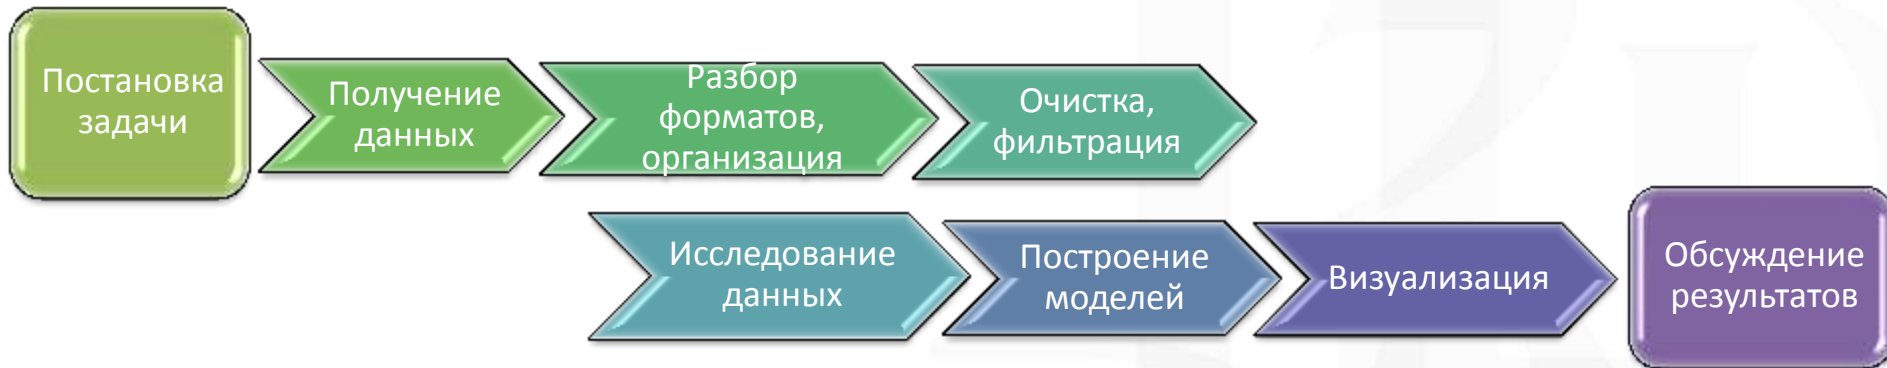 Постановка
задачи
Получение
данных
Разбор
форматов,
организация
Очистка,
фильтрация
Исследование
данных
Построение
моделей
Визуализация
Обсуждение
результатов